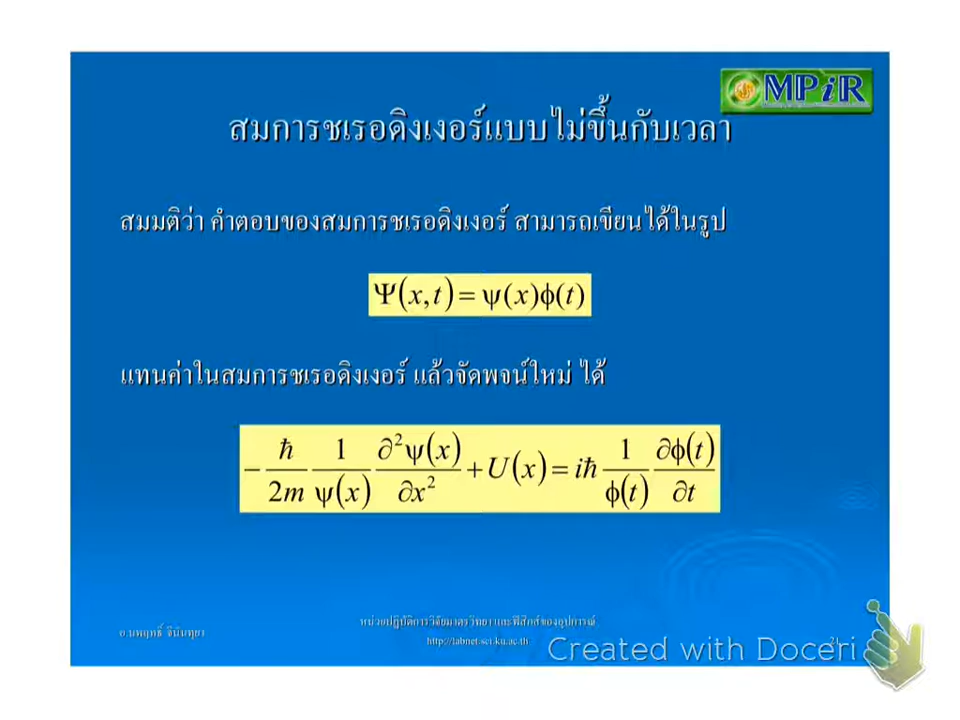 MPiR
สมการชเรอดิงเงอร์แบบไม่ขึ้นกับเวลา
สมมติว่า คำตอบของสมการชเรอดิงเงอร์ สามารถเขียนได้ในรูป
Ψ(x,t) = ψ(x)ϕ(t)
แทนค่าในสมการชเรอดิงเงอร์ แล้วจัดพจน์ใหม่ ได้
− ħ/2m 1/ψ(x) ∂²ψ(x)/∂x² + U(x) = iħ 1/ϕ(t) ∂ϕ(t)/∂t
หน่วยปฏิบัติการวิจัยมาตรวิทยาและฟิสิกส์ของอุปกรณ์
อ.นพฤทธิ์ จินันทุยา
http://labnet.sci.ku.ac.th
Created with Doceri